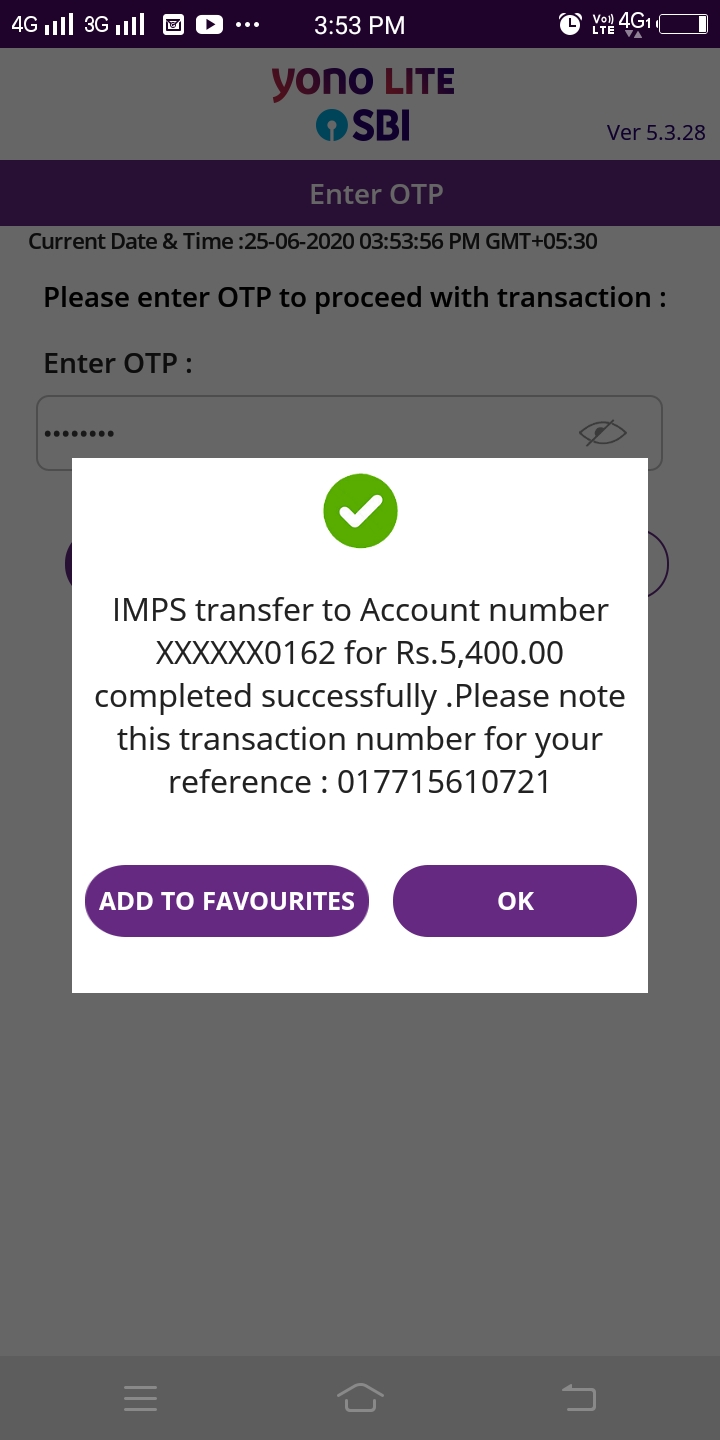 4G 3G 3:53 PM Vo)) LTE 4G1
yono LITE
SBI
Ver 5.3.28
Enter OTP
Current Date & Time :25-06-2020 03:53:56 PM GMT+05:30
Please enter OTP to proceed with transaction :
Enter OTP :
••••••••
IMPS transfer to Account number
XXXXXX0162 for Rs.5,400.00
completed successfully .Please note
this transaction number for your
reference : 017715610721
ADD TO FAVOURITES OK